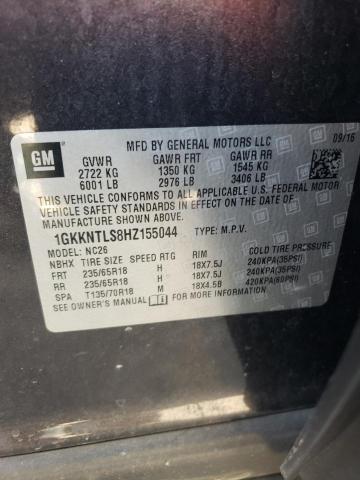 GM
MFD BY GENERAL MOTORS LLC 09/16
GVWR GAWR FRT GAWR RR
2722 KG 1350 KG 1545 KG
6001 LB 2976 LB 3406 LB
THIS VEHICLE CONFORMS TO ALL APPLICABLE U.S. FEDERAL MOTOR
VEHICLE SAFETY AND THEFT PREVENTION STANDARDS IN EFFECT ON THE DATE OF
MANUFACTURE SHOWN ABOVE.
1GKKNTLS8HZ155044 TYPE: M.P.V.
MODEL: NC26
NBHX TIRE SIZE SPEED RTG RIM COLD TIRE PRESSURE
FRT 235/65R18 H 18X7.5J 240KPA(35PSI)
RR 235/65R18 H 18X7.5J 240KPA(35PSI)
SPA T135/70R18 M 18X4.5B 420KPA(60PSI)
SEE OWNER'S MANUAL FOR MORE INFORMATION.